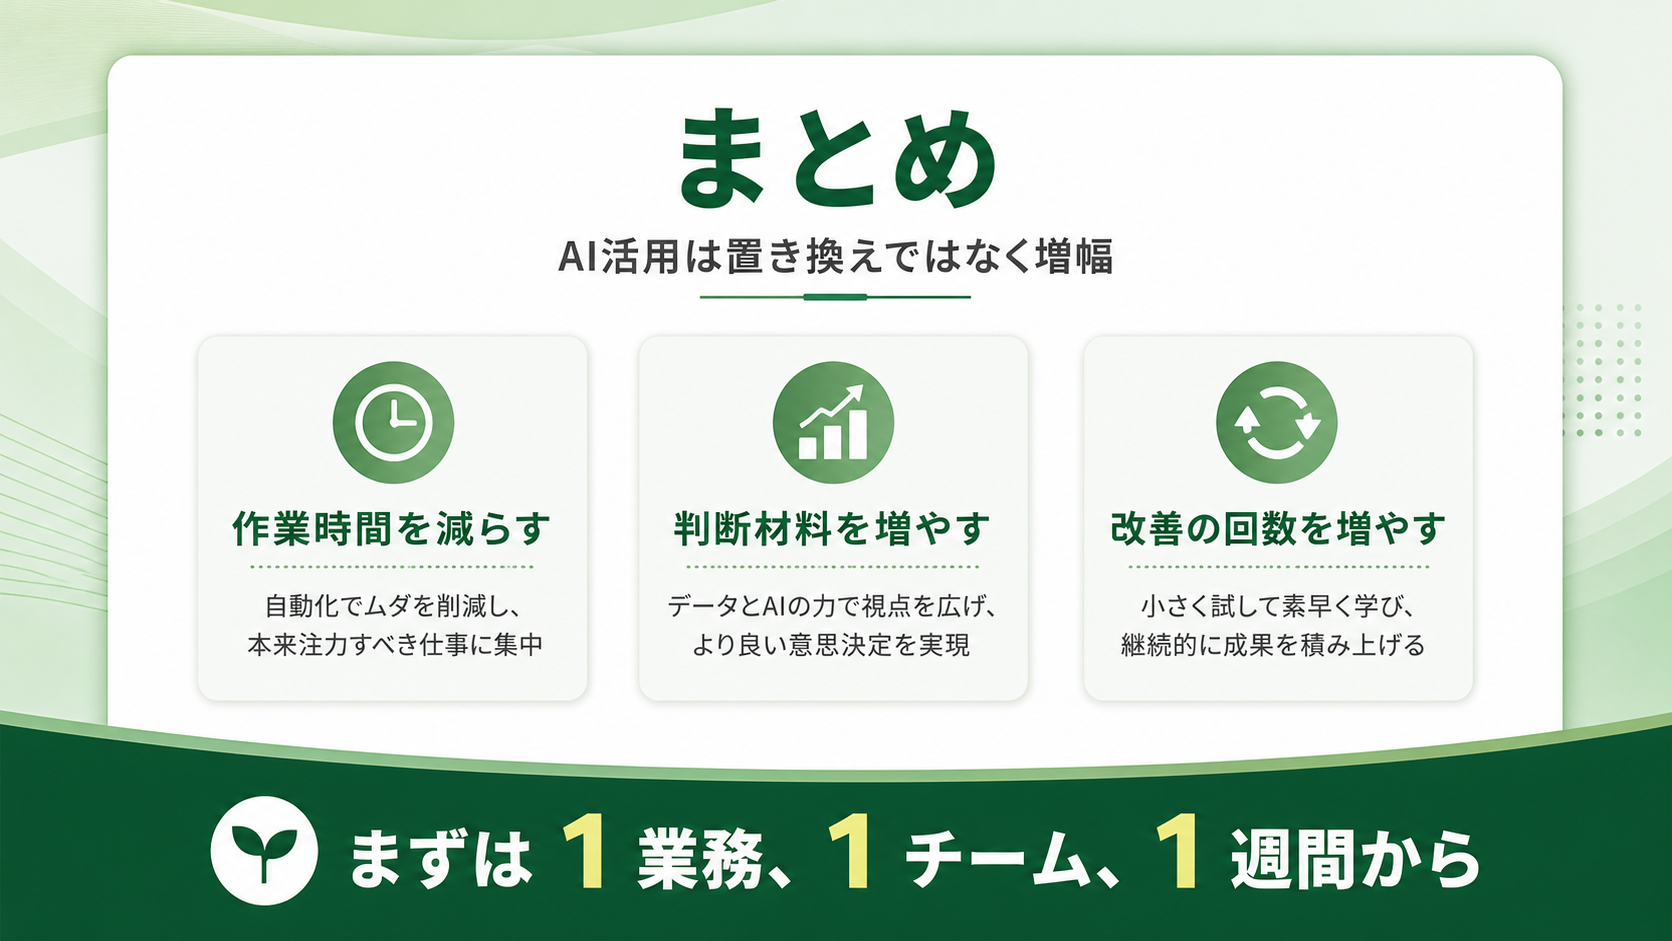 まとめ
AI活用は置き換えではなく増幅
作業時間を減らす
自動化でムダを削減し、
本来注力すべき仕事に集中
判断材料を増やす
データとAIの力で視点を広げ、
より良い意思決定を実現
改善の回数を増やす
小さく試して素早く学び、
継続的に成果を積み上げる
まずは 1 業務、1 チーム、1 週間から